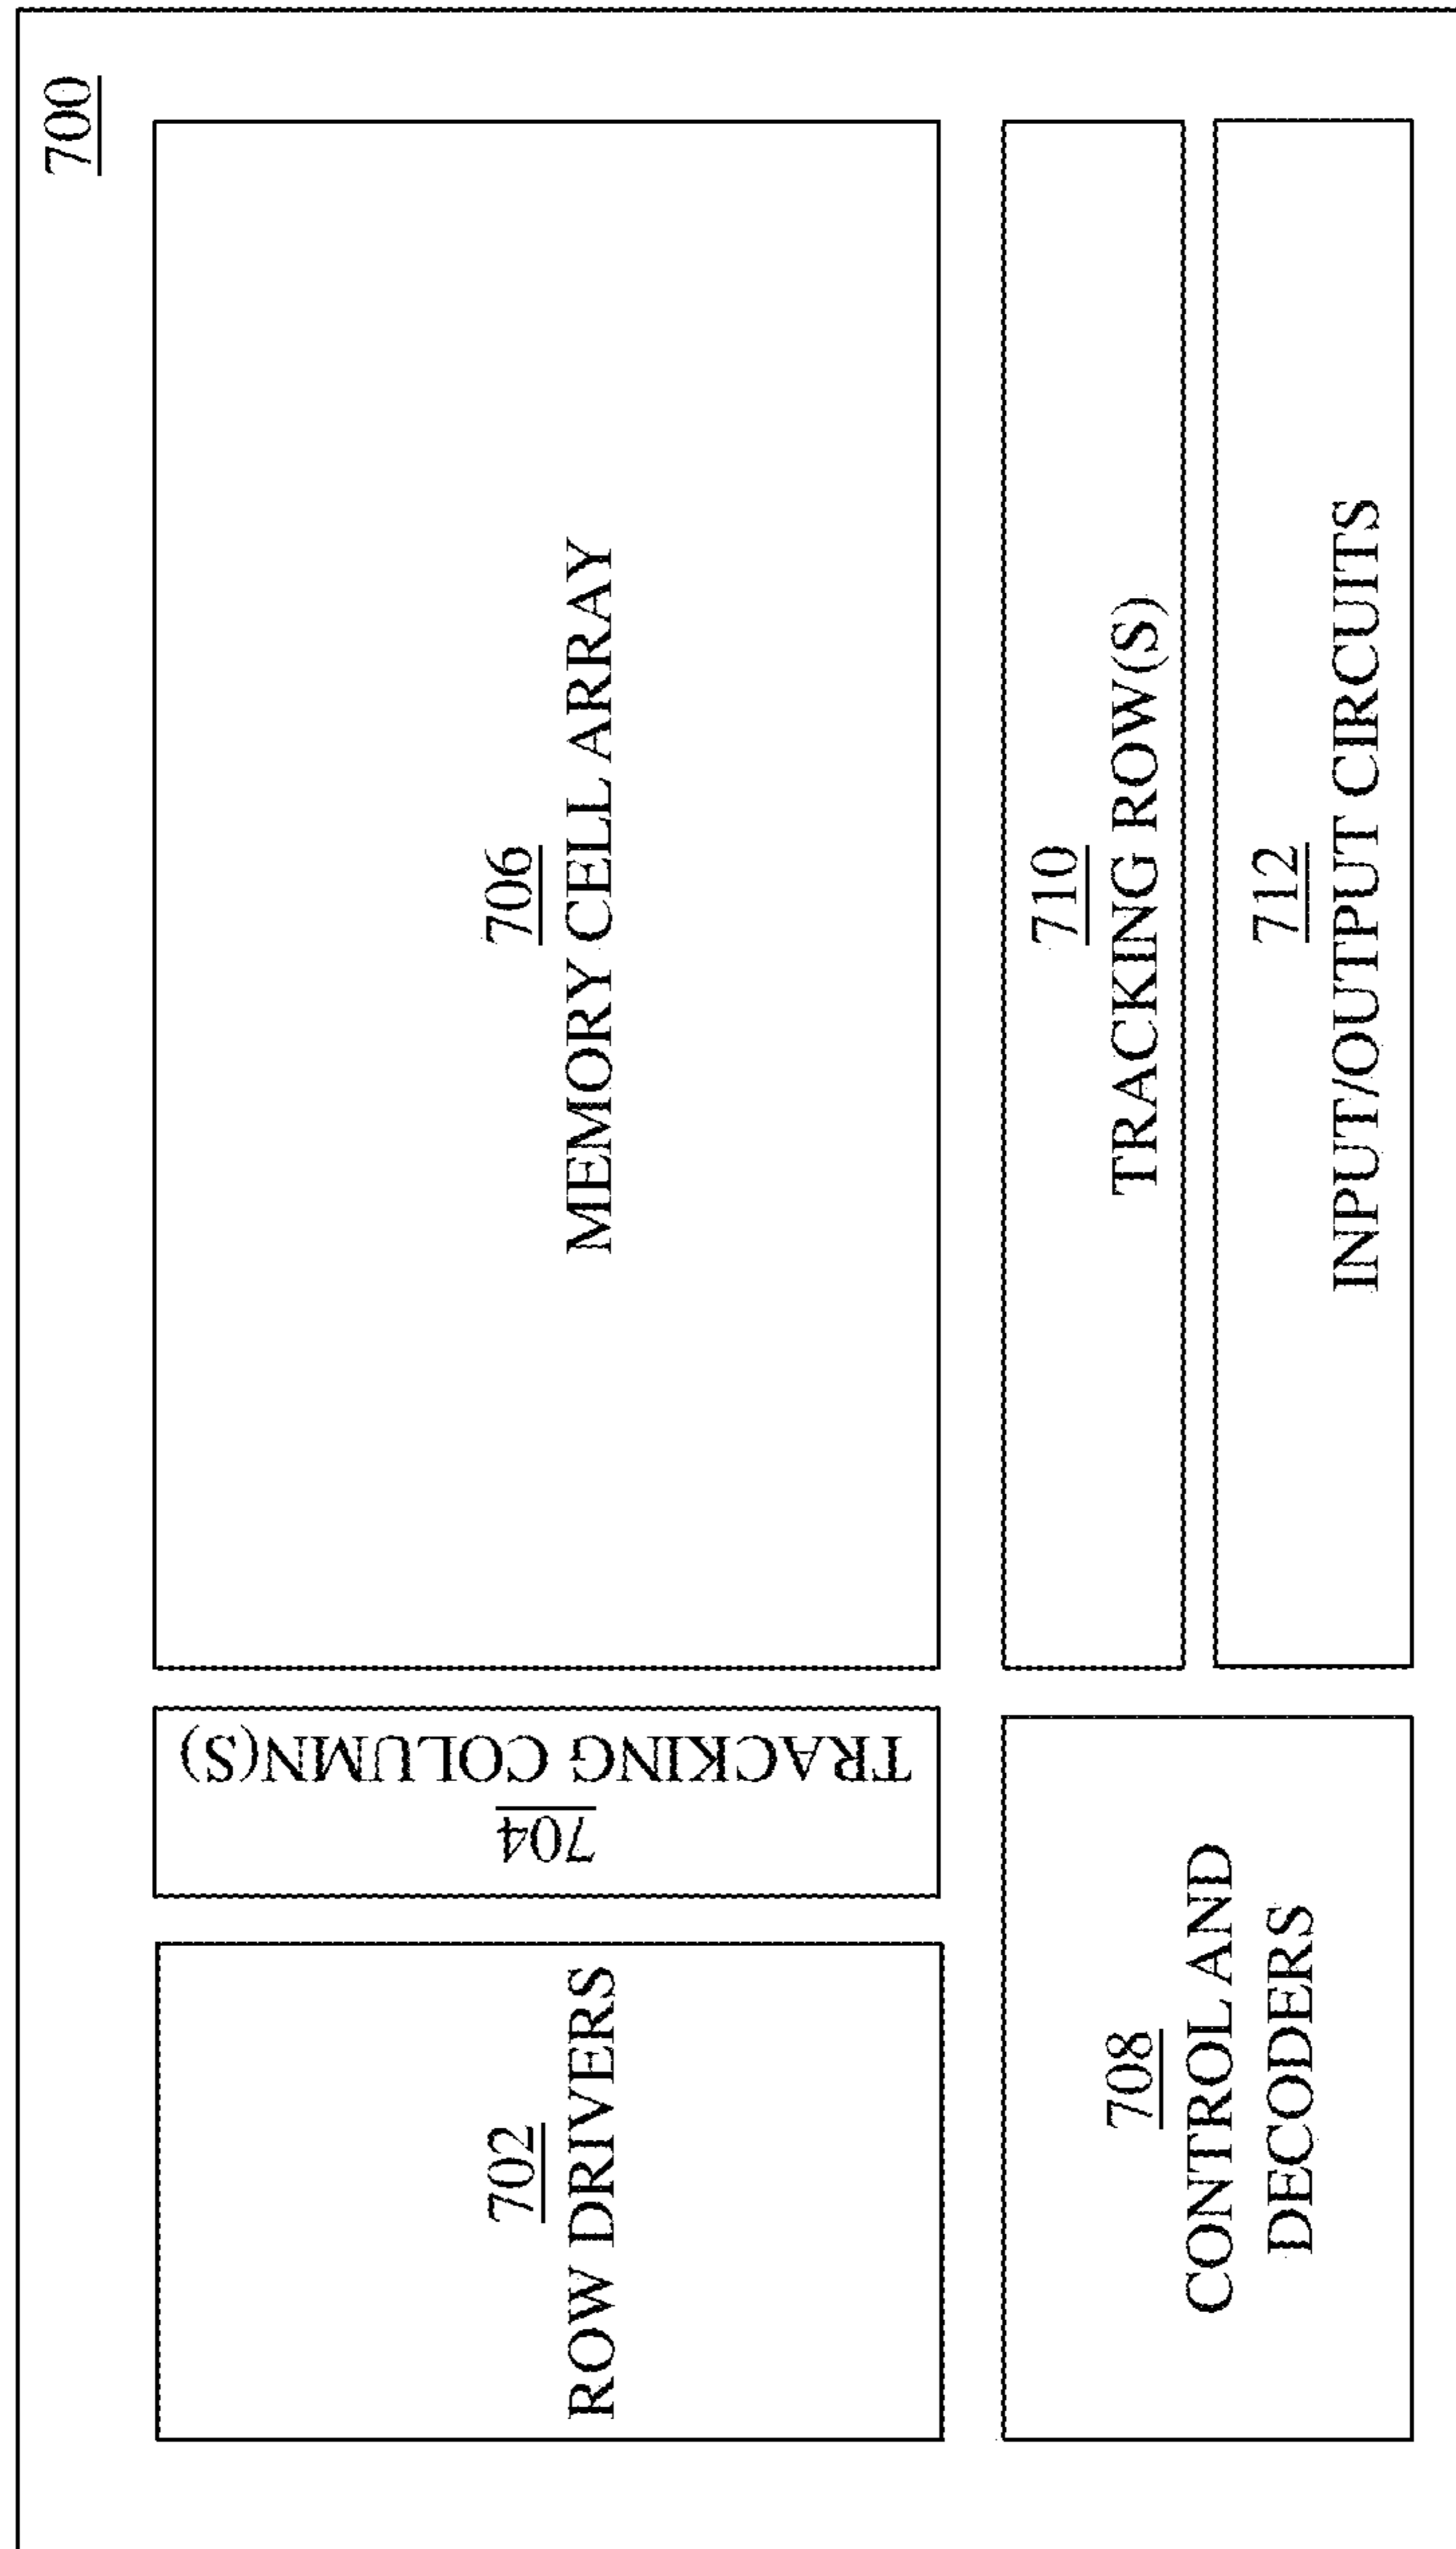 700
702
ROW DRIVERS
704
TRACKING COLUMN(S)
706
MEMORY CELL ARRAY
708
CONTROL AND
DECODERS
710
TRACKING ROW(S)
712
INPUT/OUTPUT CIRCUITS